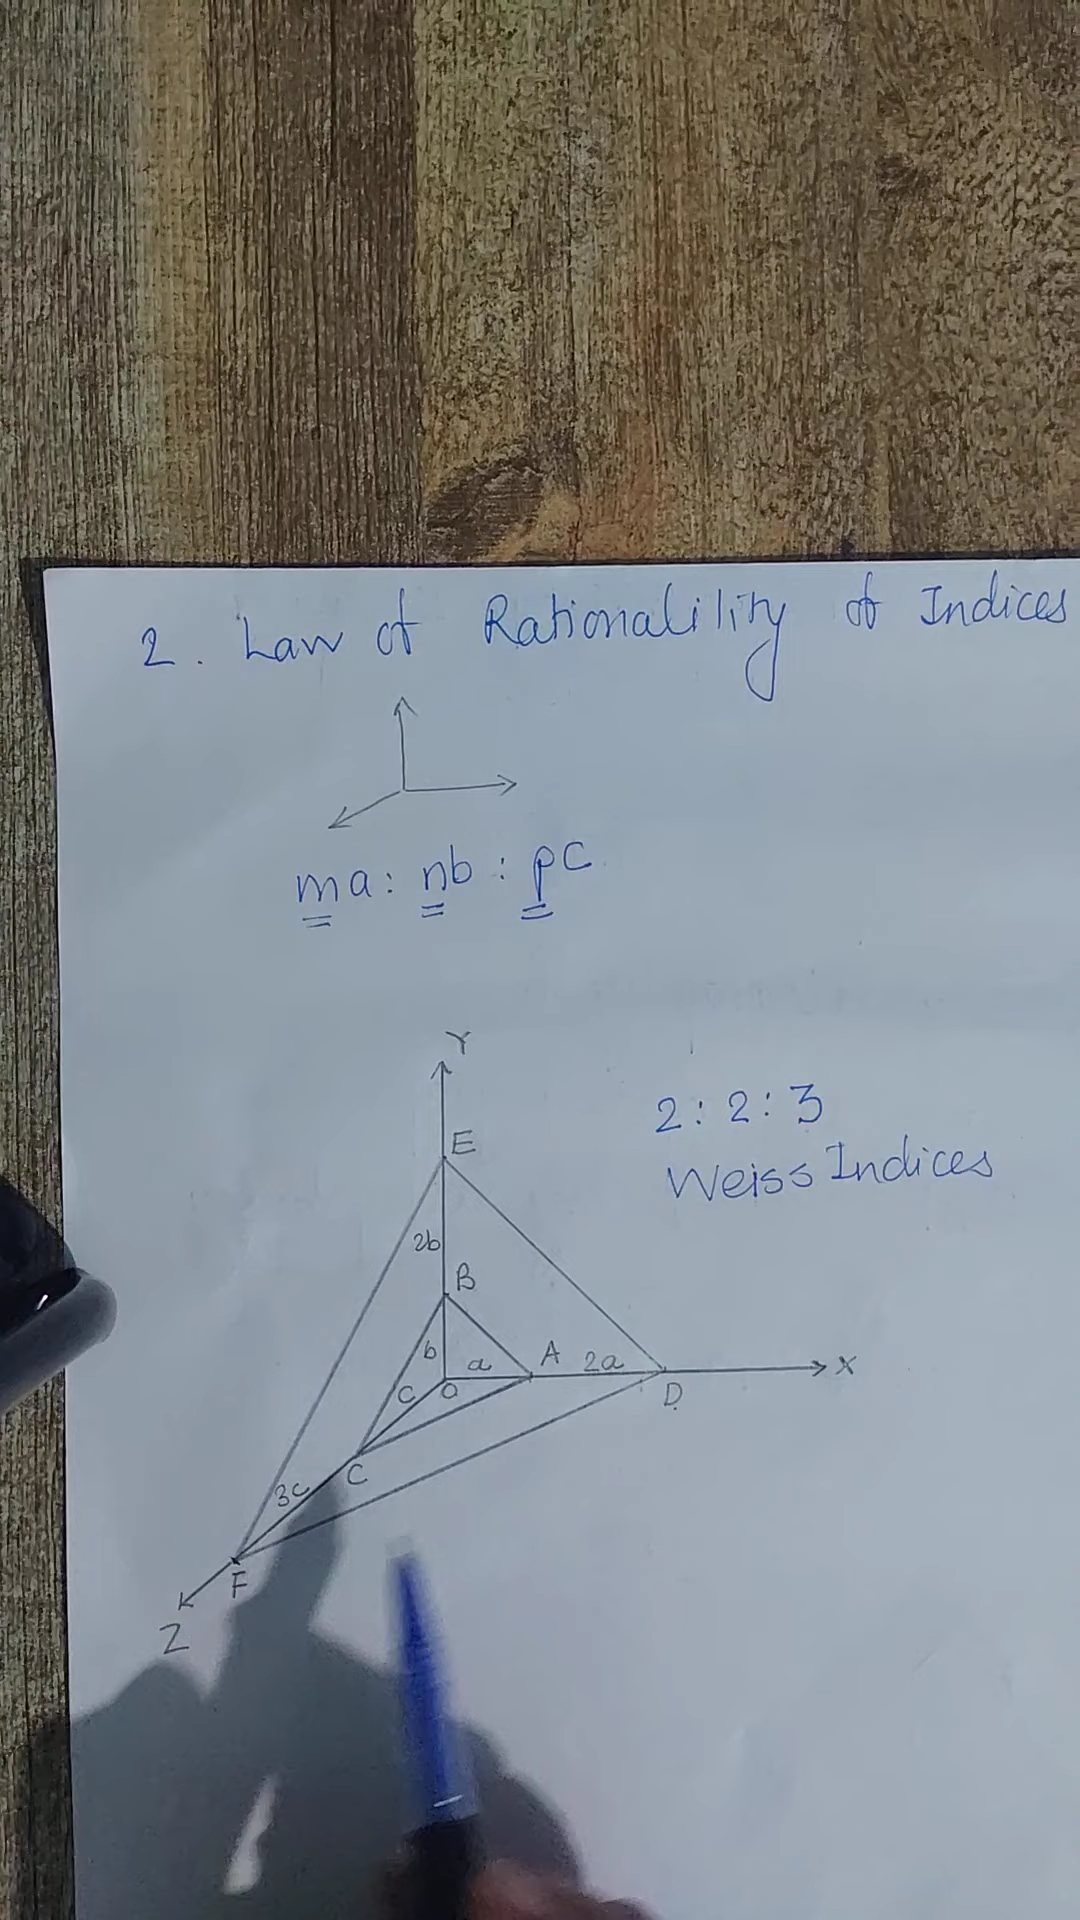 2. Law of Rationalility of Indices
ma: nb: pc
Y
2:2:3
E
Weiss Indices
2b
B
b
a
A
2a
X
c
O
D
C
3c
F
Z